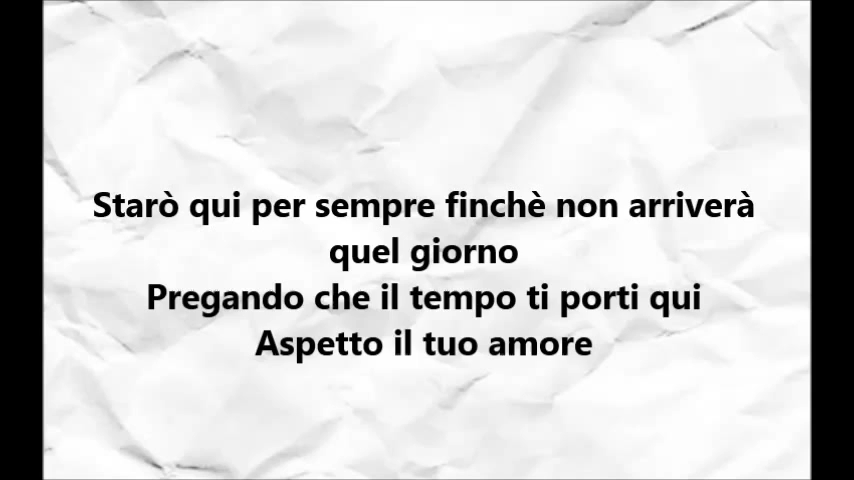 Starò qui per sempre finchè non arriverà
quel giorno
Pregando che il tempo ti porti qui
Aspetto il tuo amore